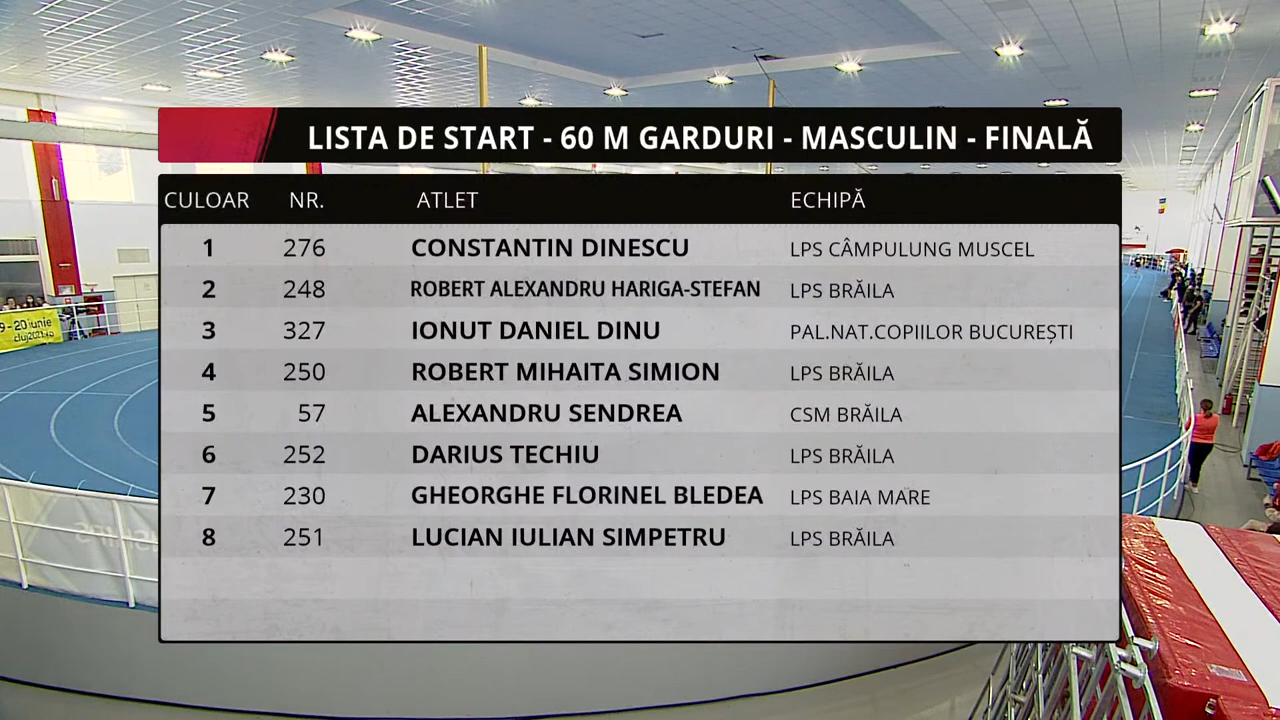 LISTA DE START - 60 M GARDURI - MASCULIN - FINALĂ
CULOAR NR. ATLET ECHIPĂ
1 276 CONSTANTIN DINESCU LPS CÂMPULUNG MUSCEL
2 248 ROBERT ALEXANDRU HARIGA-STEFAN LPS BRĂILA
3 327 IONUT DANIEL DINU PAL.NAT.COPIILOR BUCUREȘTI
4 250 ROBERT MIHAITA SIMION LPS BRĂILA
5 57 ALEXANDRU SENDREA CSM BRĂILA
6 252 DARIUS TECHIU LPS BRĂILA
7 230 GHEORGHE FLORINEL BLEDEA LPS BAIA MARE
8 251 LUCIAN IULIAN SIMPETRU LPS BRĂILA
9 - 20 iunie